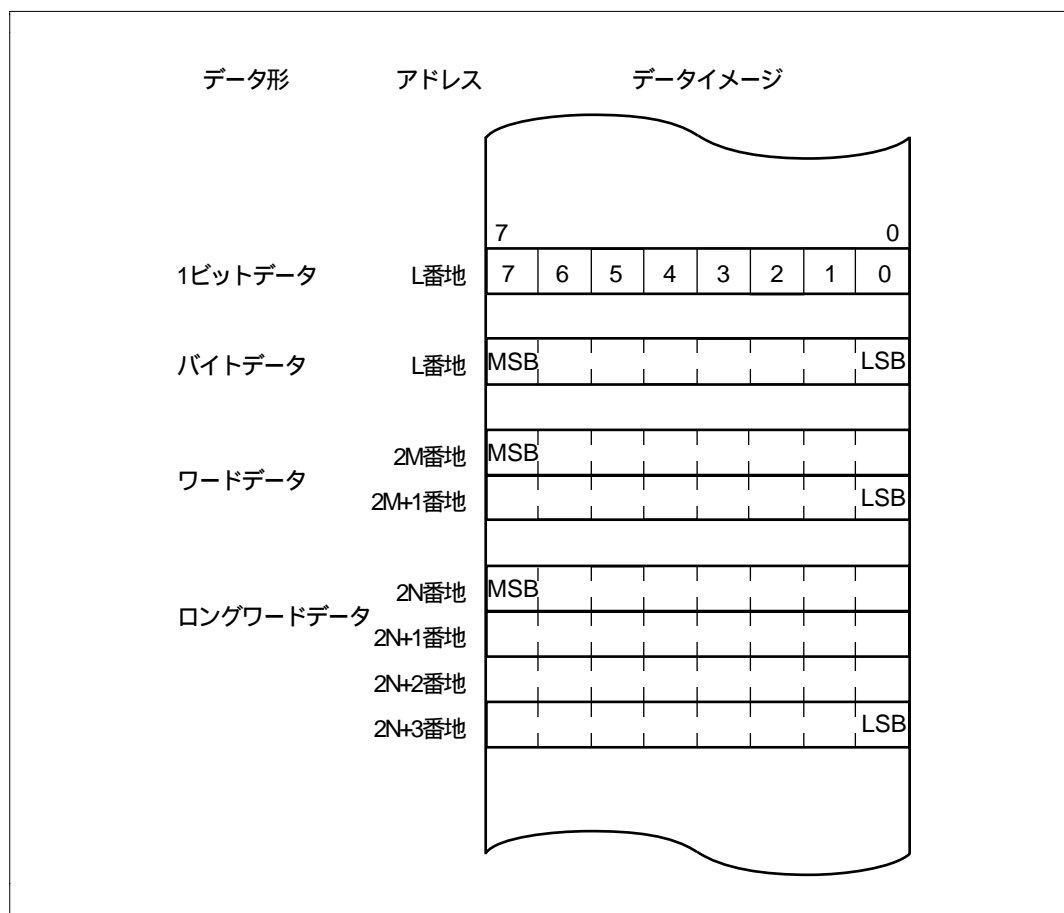 データ形 アドレス データイメージ
7 0
1ビットデータ L番地 7 6 5 4 3 2 1 0
バイトデータ L番地 MSB LSB
ワードデータ
2M番地 MSB
2M+1番地 LSB
ロングワードデータ
2N番地 MSB
2N+1番地
2N+2番地
2N+3番地 LSB